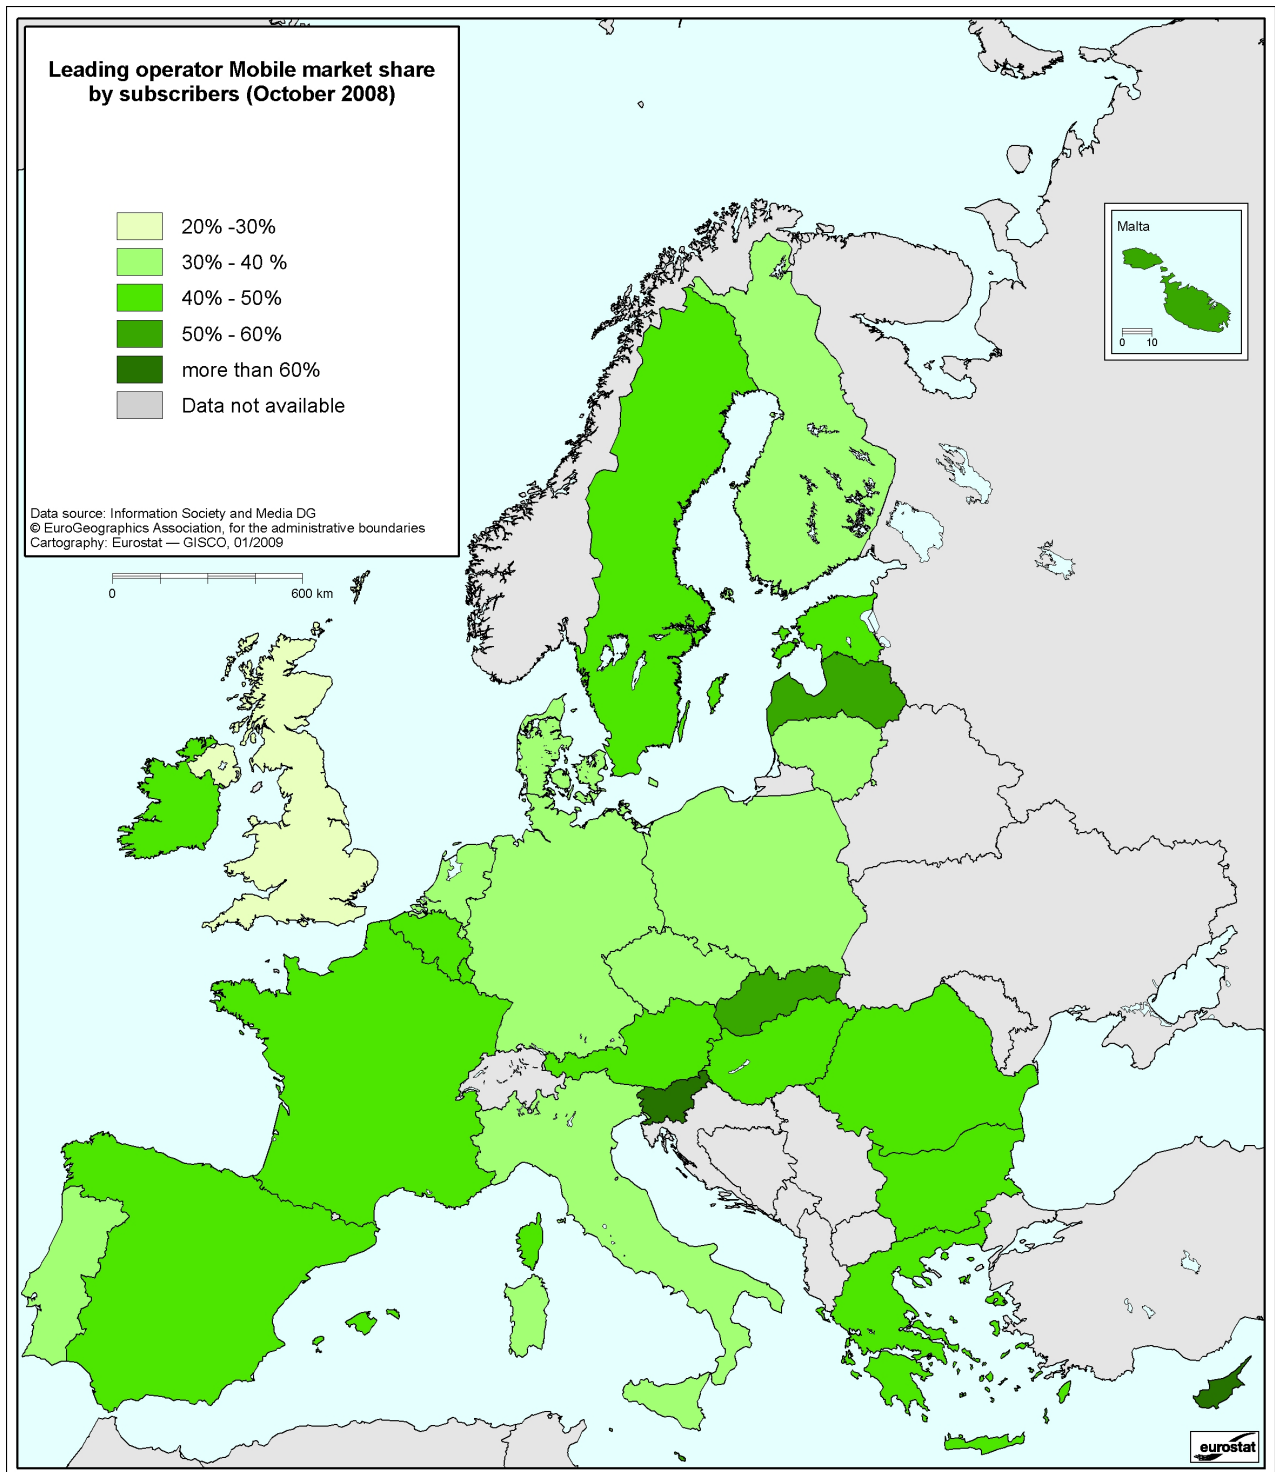 Leading operator Mobile market share
by subscribers (October 2008)
20% -30%
30% - 40 %
40% - 50%
50% - 60%
more than 60%
Data not available
Data source: Information Society and Media DG
© EuroGeographics Association, for the administrative boundaries
Cartography: Eurostat — GISCO, 01/2009
0 600 km
Malta
0 10
eurostat